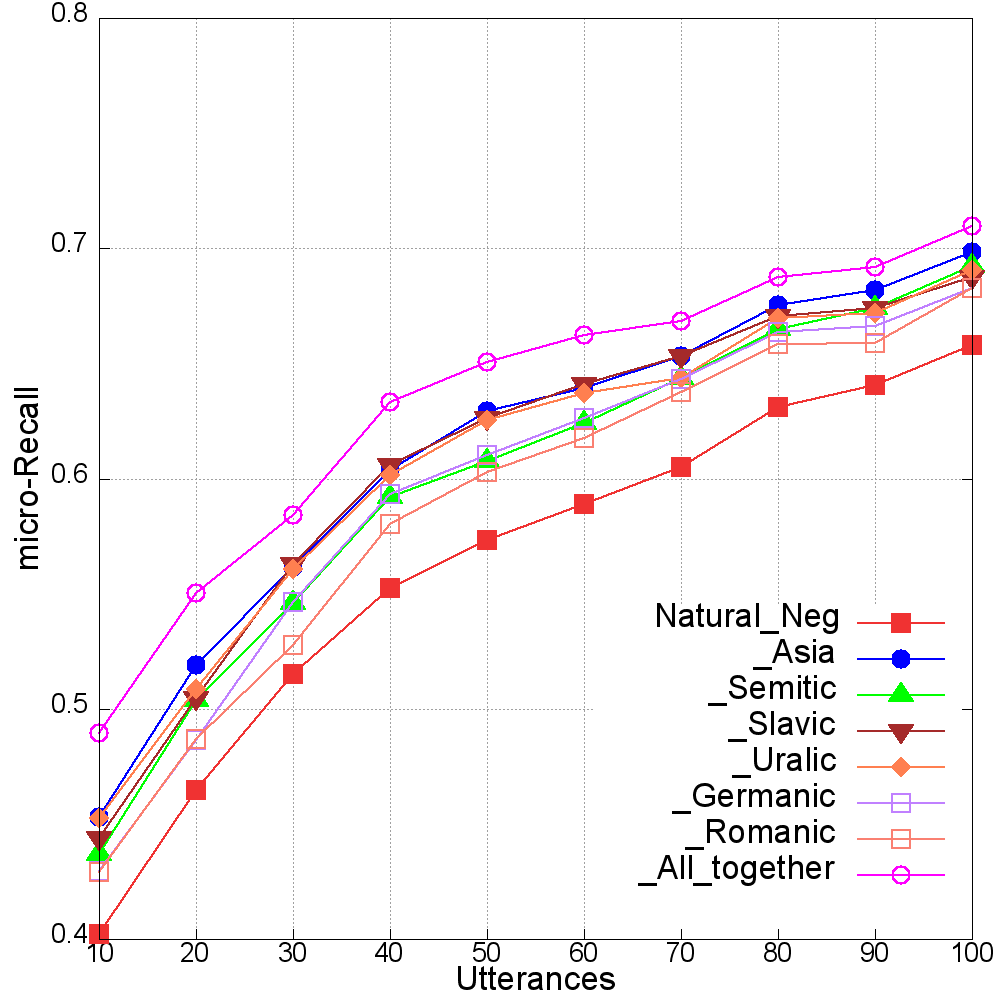 0.8
0.7
0.6
0.5
0.4
micro-Recall
Natural_Neg
_Asia
_Semitic
_Slavic
_Uralic
_Germanic
_Romanic
_All_together
10 20 30 40 50 60 70 80 90 100
Utterances